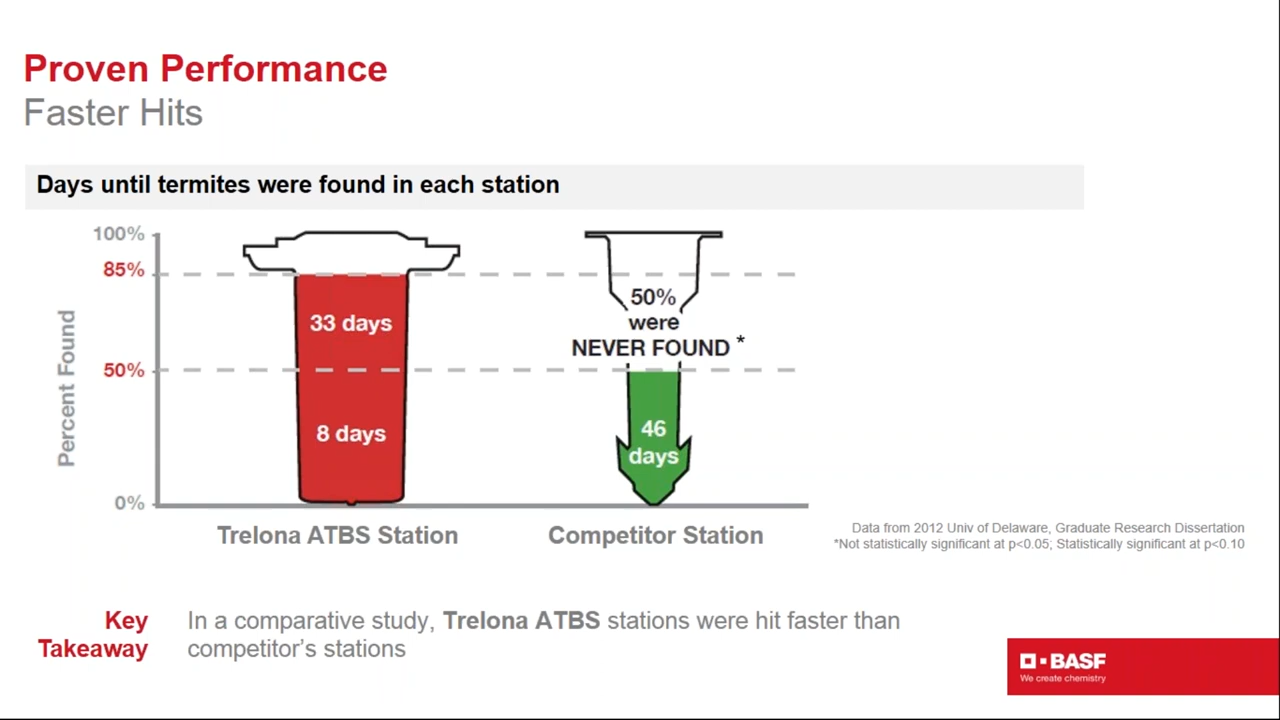 Proven Performance
Faster Hits
Days until termites were found in each station
100%
85%
50%
0%
Percent Found
33 days
8 days
50%
were
NEVER FOUND *
46
days
Trelona ATBS Station
Competitor Station
Data from 2012 Univ of Delaware, Graduate Research Dissertation
*Not statistically significant at p<0.05; Statistically significant at p<0.10
Key
Takeaway
In a comparative study, Trelona ATBS stations were hit faster than
competitor’s stations
BASF
We create chemistry